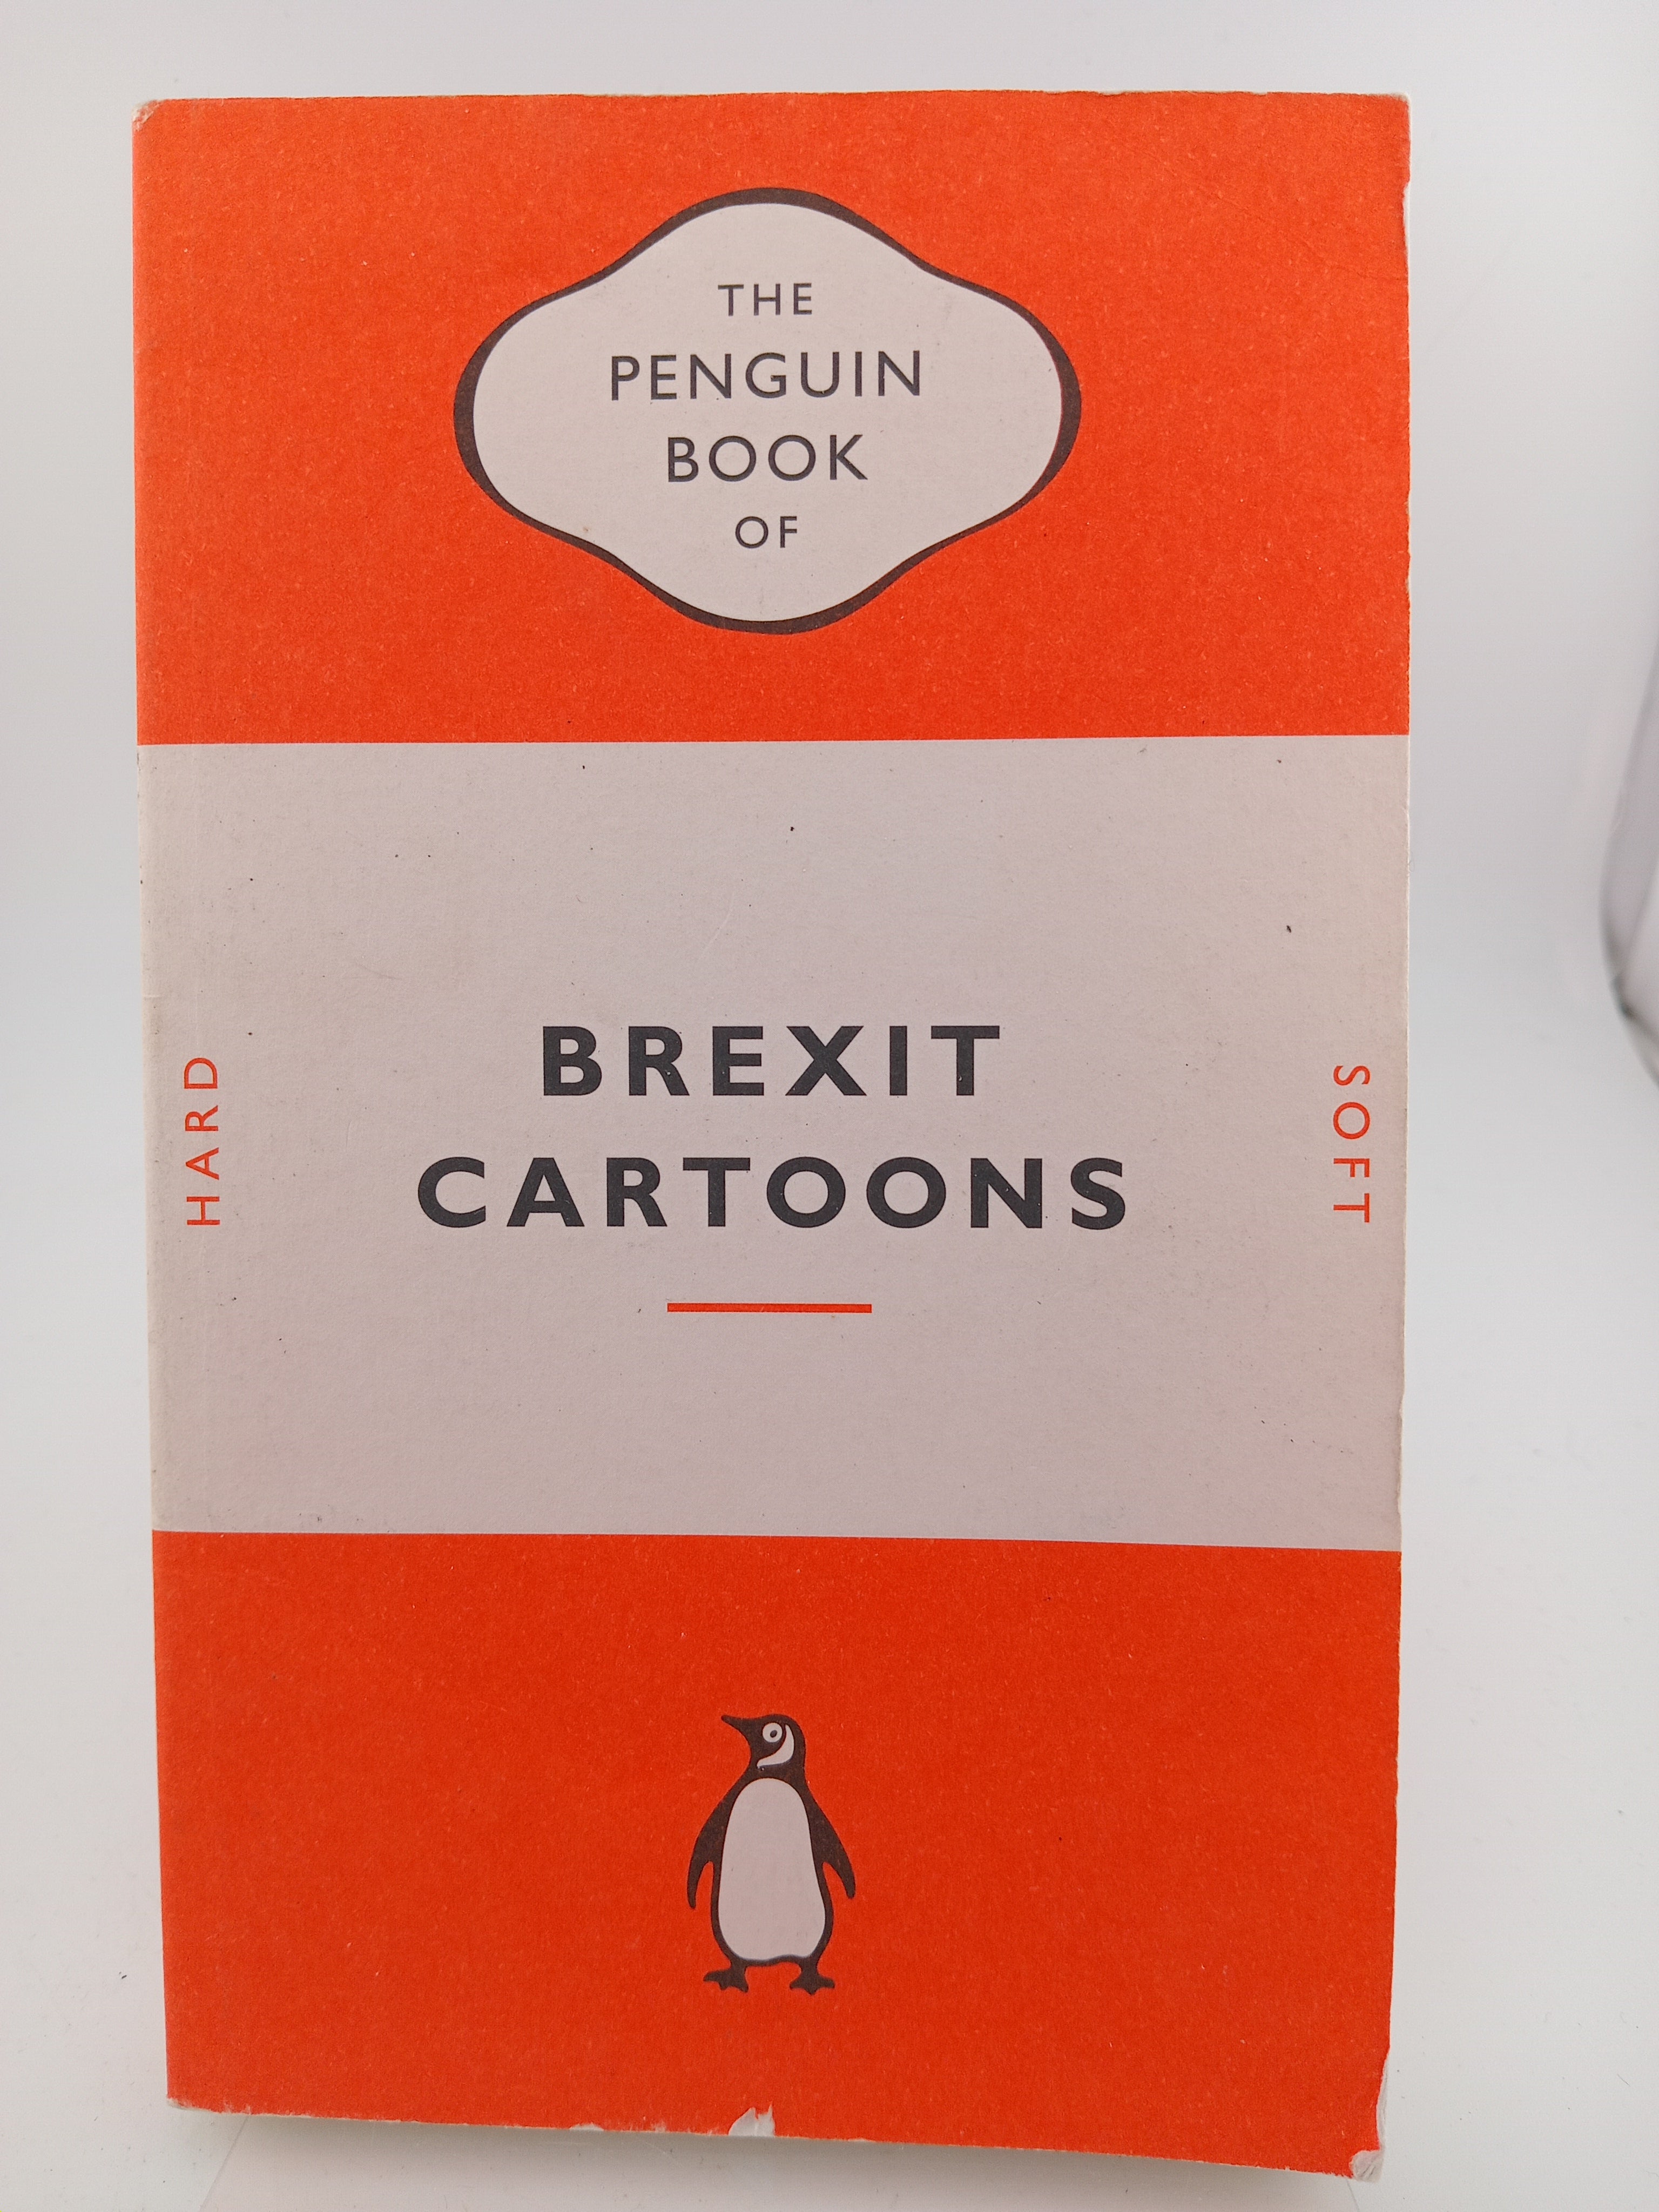 THE
PENGUIN
BOOK
OF
HARD
BREXIT
CARTOONS
SOFT